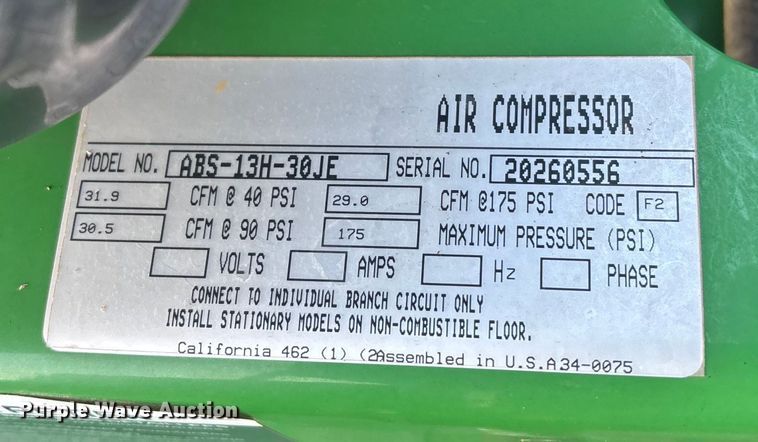 AIR COMPRESSOR
MODEL NO. ABS-13H-30JE SERIAL NO. 20260556
31.9 CFM @ 40 PSI 29.0 CFM @175 PSI CODE F2
30.5 CFM @ 90 PSI 175 MAXIMUM PRESSURE (PSI)
VOLTS AMPS Hz PHASE
CONNECT TO INDIVIDUAL BRANCH CIRCUIT ONLY
INSTALL STATIONARY MODELS ON NON-COMBUSTIBLE FLOOR.
California 462 (1) (2Assembled in U.S.A34-0075
Purple Wave Auction